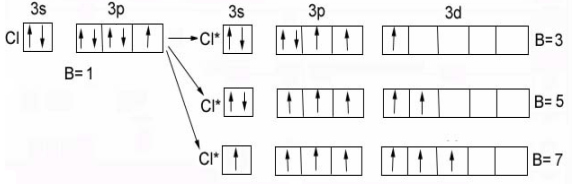 3s 3p 3s 3p 3d
Cl Cl* B=3
B=1
Cl* B=5
Cl* B=7